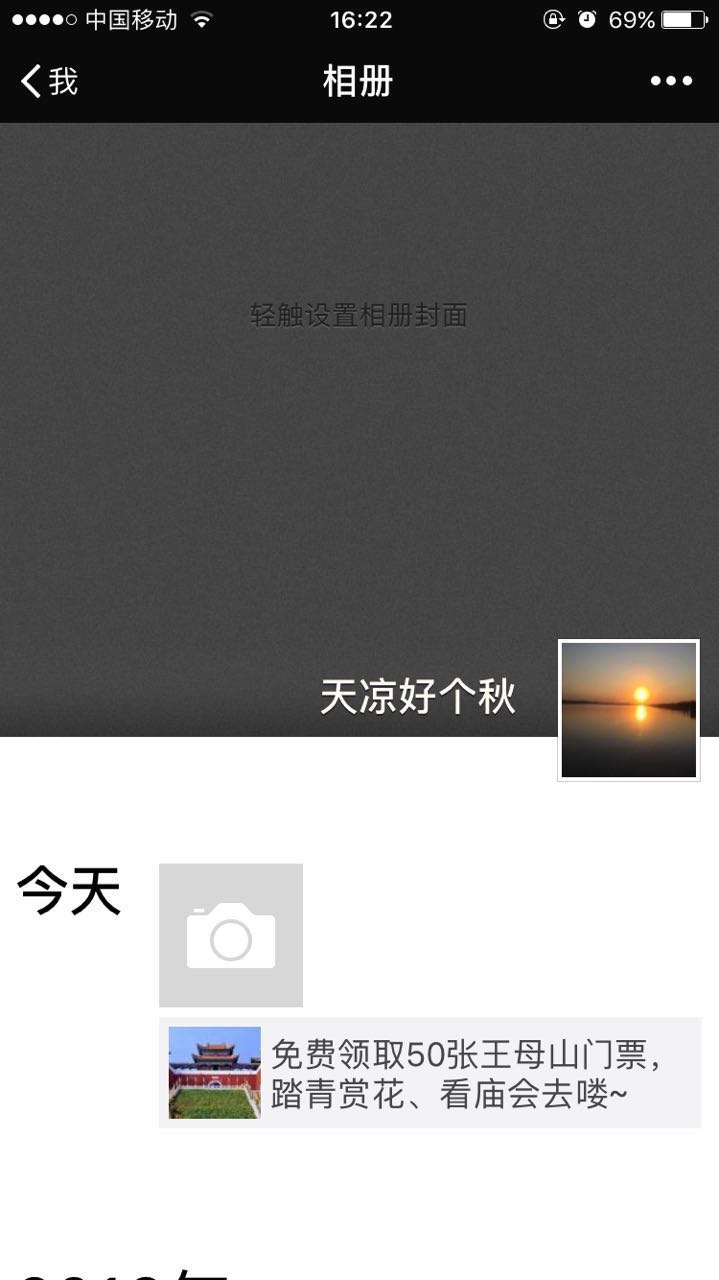 中国移动
16:22
69%
我
相册
轻触设置相册封面
天凉好个秋
今天
免费领取50张王母山门票，
踏青赏花、看庙会去喽~